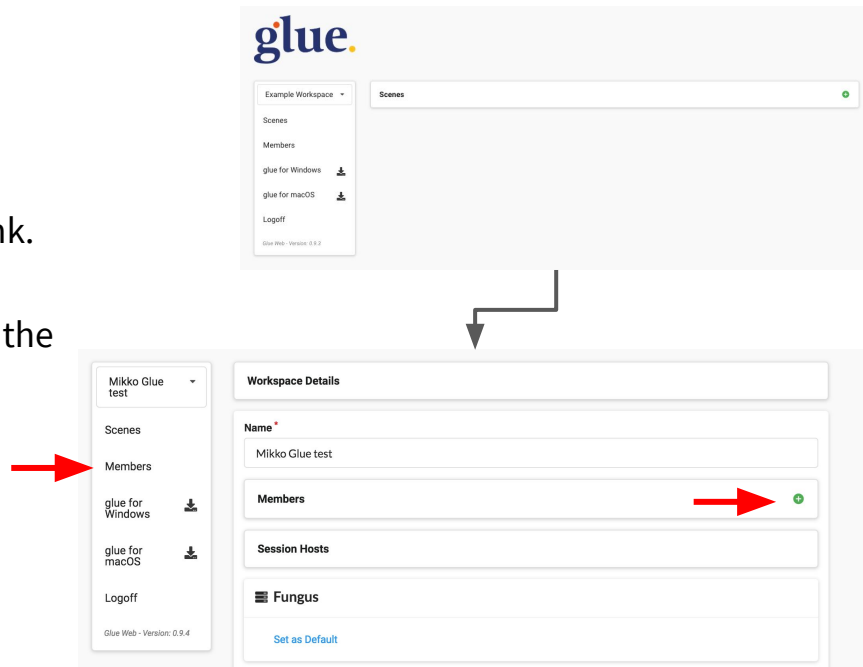 glue.
Example Workspace
Scenes
Scenes
Members
glue for Windows
glue for macOS
Logoff
Glue Web - Version: 0.9.3
nk.
the
Mikko Glue
test
Scenes
Members
glue for
Windows
glue for
macOS
Logoff
Glue Web - Version: 0.9.4
Workspace Details
Name *
Mikko Glue test
Members
Session Hosts
Fungus
Set as Default